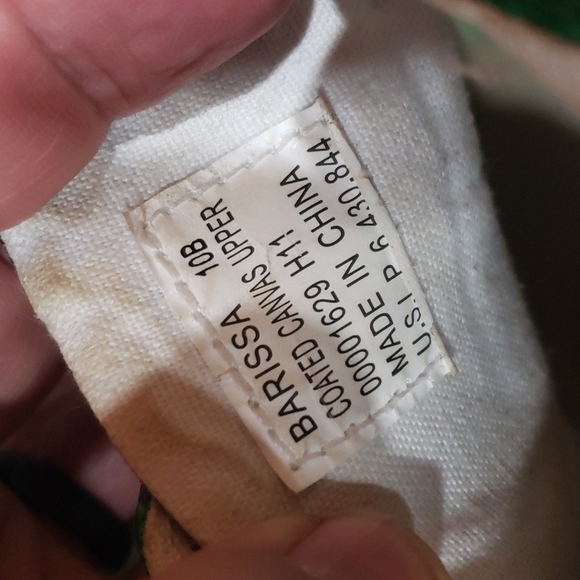 BARISSA 10B
COATED CANVAS UPPER
00001629 H11
MADE IN CHINA
U.S.I P 6 430.844